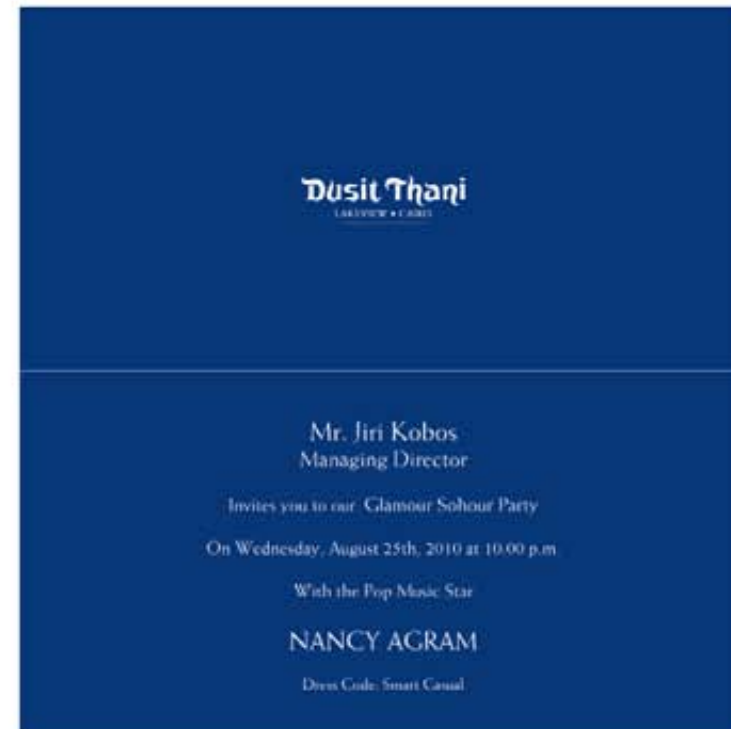 Dusit Thani
LAKEVIEW • CAIRO
Mr. Jiri Kobos
Managing Director
Invites you to our Glamour Sohour Party
On Wednesday, August 25th, 2010 at 10.00 p.m
With the Pop Music Star
NANCY AGRAM
Dress Code: Smart Casual